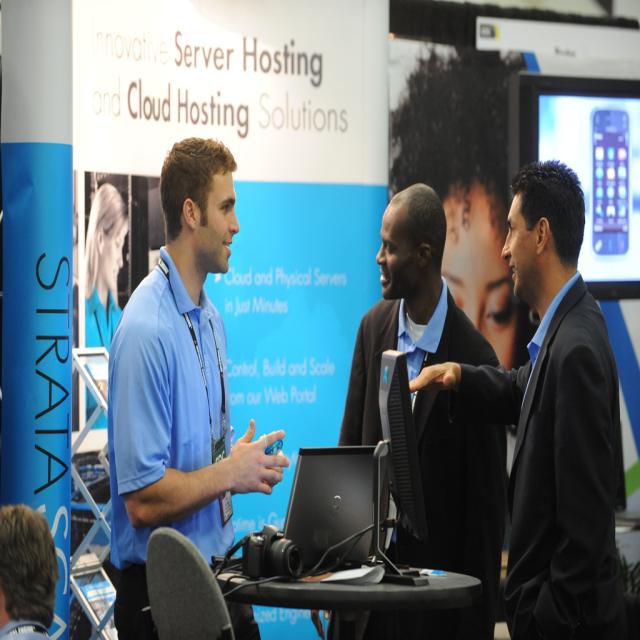 Innovative Server Hosting
and Cloud Hosting Solutions
Cloud and Physical Servers
in Just Minutes
Control, Build and Scale
from our Web Portal
STRATASCA